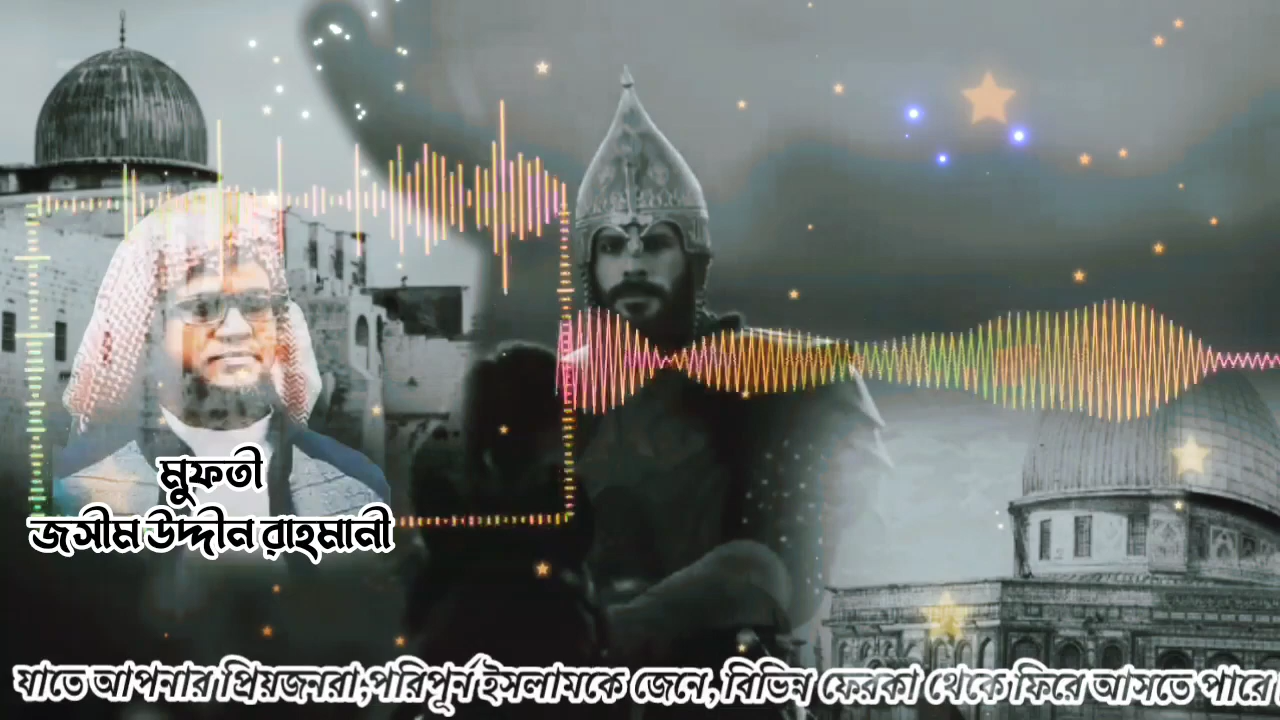 মুফতী
জসীম উদ্দীন রাহমানী
যাতে আপনার প্রিয়জনরা,পরিপূর্ন ইসলামকে জেনে, বিভিন্ন ফেরকা থেকে ফিরে আসতে পারে